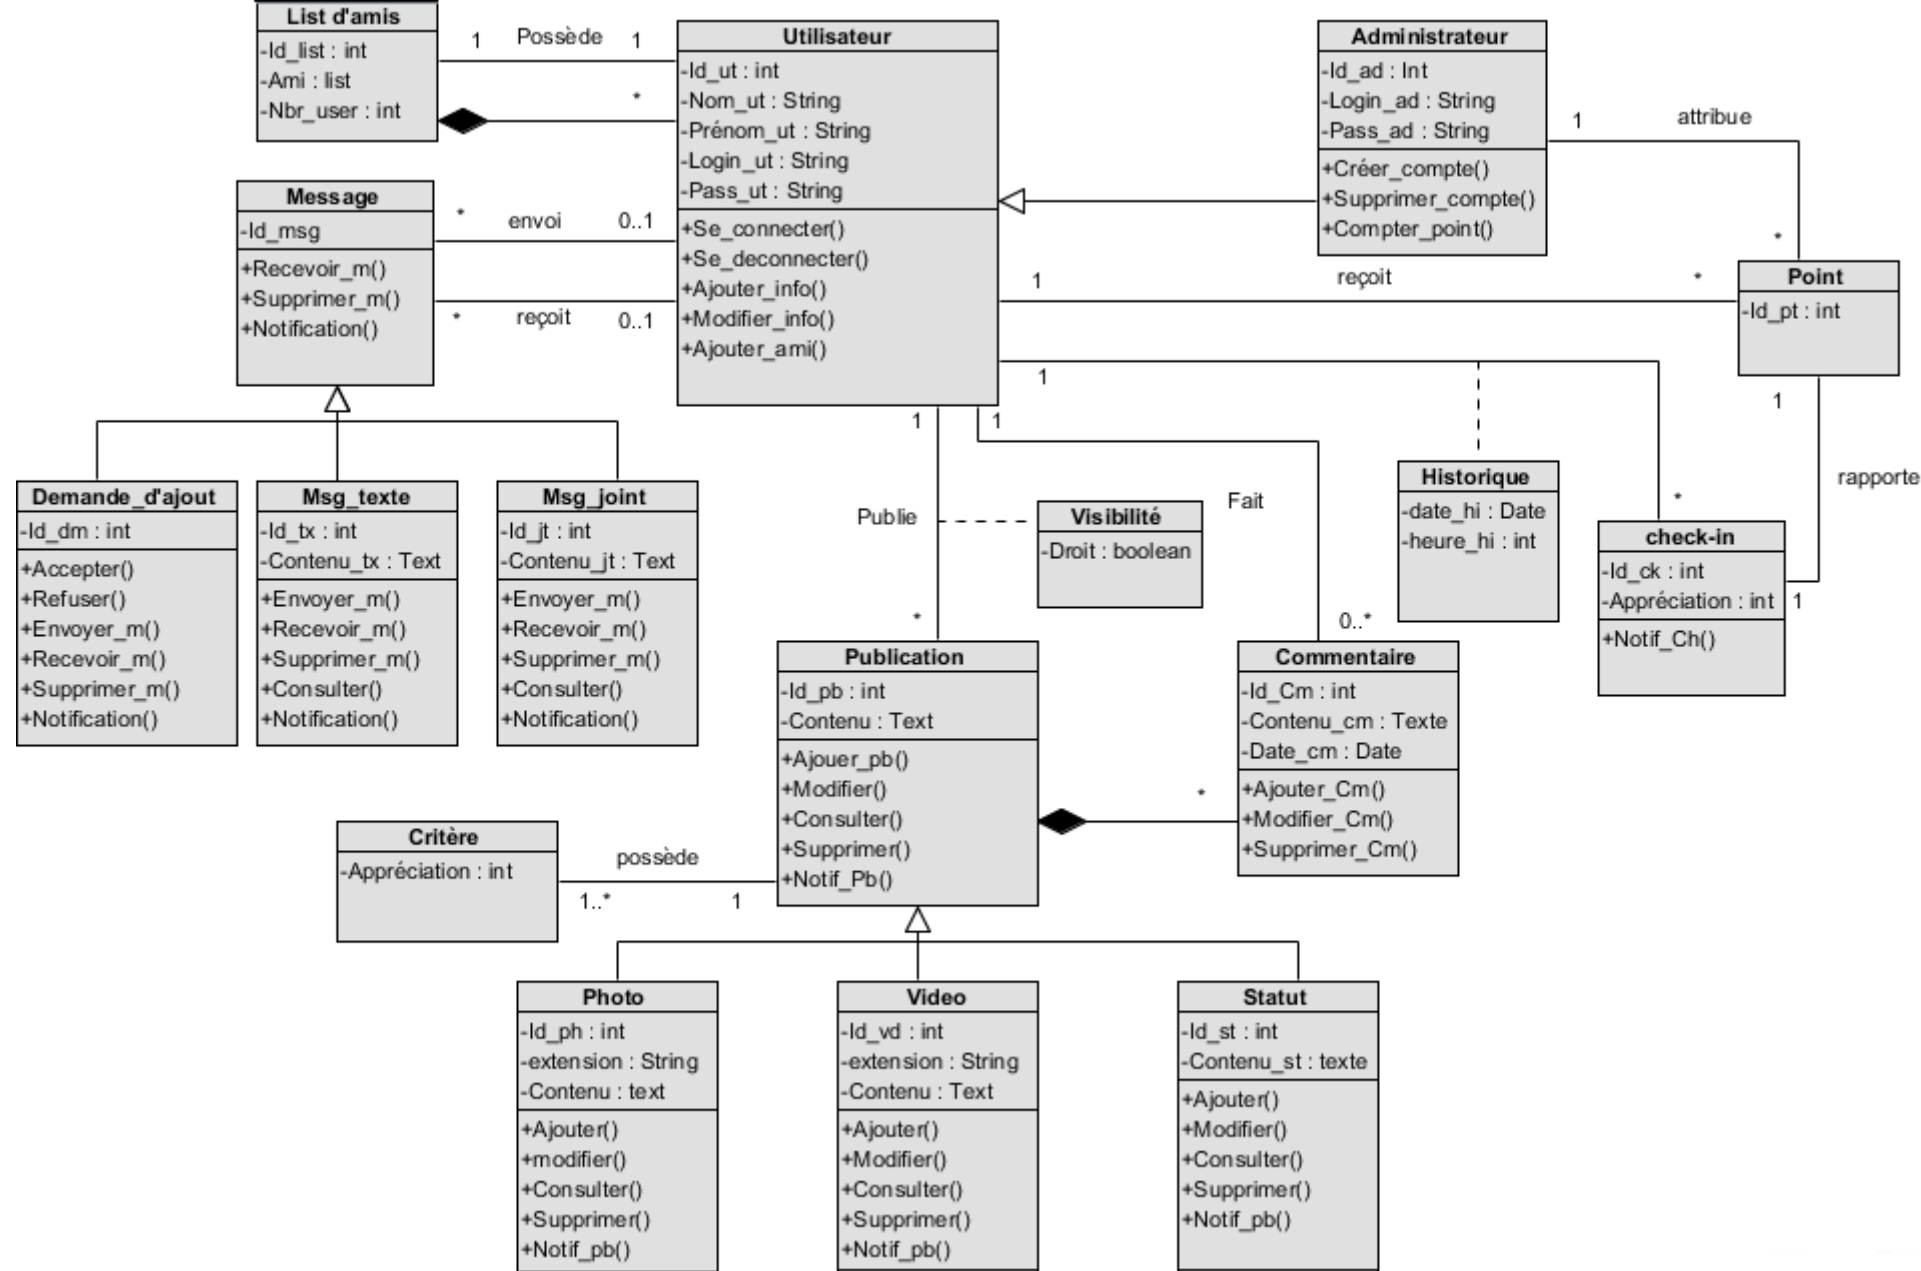 List d'amis
-Id_list : int
-Ami : list
-Nbr_user : int
1 Possède 1
*
Utilisateur
-Id_ut : int
-Nom_ut : String
-Prénom_ut : String
-Login_ut : String
-Pass_ut : String
+Se_connecter()
+Se_deconnecter()
+Ajouter_info()
+Modifier_info()
+Ajouter_ami()
Administrateur
-Id_ad : Int
-Login_ad : String
-Pass_ad : String
+Créer_compte()
+Supprimer_compte()
+Compter_point()
1 attribue
*
Message
-Id_msg
+Recevoir_m()
+Supprimer_m()
+Notification()
* envoi 0..1
* reçoit 0..1
1 reçoit *
Point
-Id_pt : int
1
*
1
rapporte
1
1
1
Demande_d'ajout
-Id_dm : int
+Accepter()
+Refuser()
+Envoyer_m()
+Recevoir_m()
+Supprimer_m()
+Notification()
Msg_texte
-Id_tx : int
-Contenu_tx : Text
+Envoyer_m()
+Recevoir_m()
+Supprimer_m()
+Consulter()
+Notification()
Msg_joint
-Id_jt : int
-Contenu_jt : Text
+Envoyer_m()
+Recevoir_m()
+Supprimer_m()
+Consulter()
+Notification()
Publie
*
Visibilité
-Droit : boolean
Fait
0..*
Historique
-date_hi : Date
-heure_hi : int
check-in
-Id_ck : int
-Appréciation : int
+Notif_Ch()
Publication
-Id_pb : int
-Contenu : Text
+Ajouer_pb()
+Modifier()
+Consulter()
+Supprimer()
+Notif_Pb()
*
Commentaire
-Id_Cm : int
-Contenu_cm : Texte
-Date_cm : Date
+Ajouter_Cm()
+Modifier_Cm()
+Supprimer_Cm()
Critère
-Appréciation : int
possède
1..* 1
Photo
-Id_ph : int
-extension : String
-Contenu : text
+Ajouter()
+modifier()
+Consulter()
+Supprimer()
+Notif_pb()
Video
-Id_vd : int
-extension : String
-Contenu : Text
+Ajouter()
+Modifier()
+Consulter()
+Supprimer()
+Notif_pb()
Statut
-Id_st : int
-Contenu_st : texte
+Ajouter()
+Modifier()
+Consulter()
+Supprimer()
+Notif_pb()